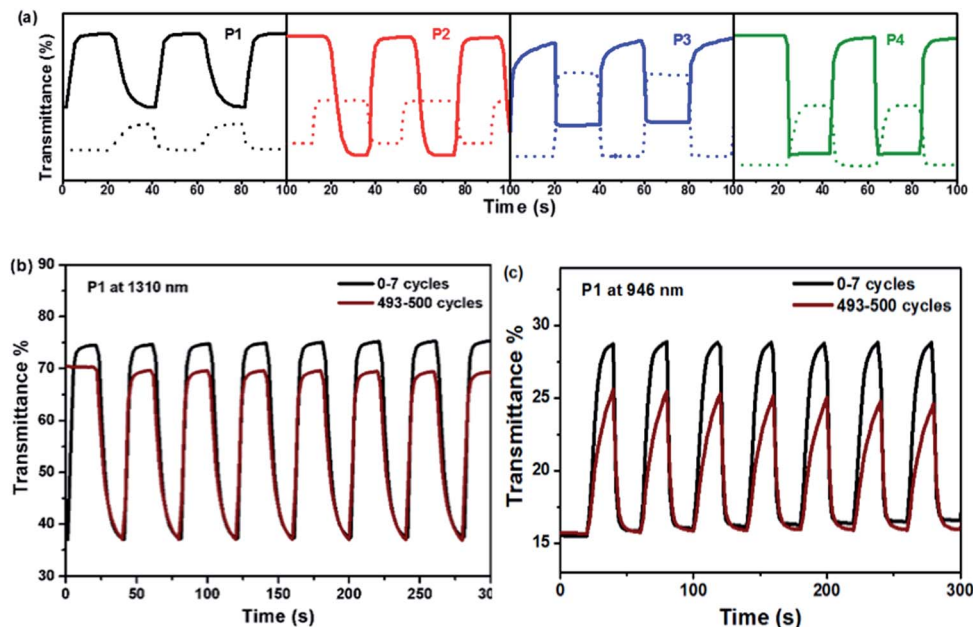 (a)
P1 P2 P3 P4
Transmittance (%)
0 20 40 60 80 100 20 40 60 80 100 20 40 60 80 100 20 40 60 80 100
Time (s)
(b)
90
80
70
60
50
40
30
0-7 cycles
493-500 cycles
P1 at 1310 nm
Transmittance %
0 50 100 150 200 250 300
Time (s)
(c)
P1 at 946 nm
0-7 cycles
493-500 cycles
30
25
20
15
Transmittance %
0 100 200 300
Time (s)